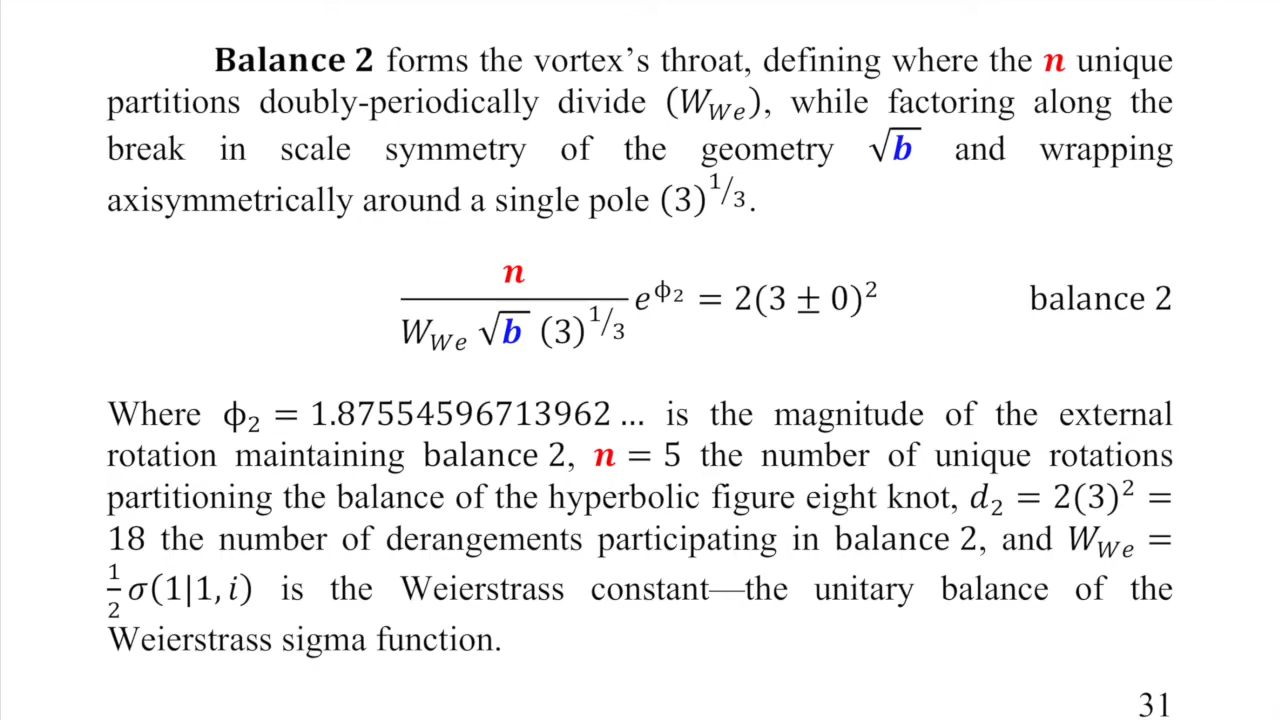 Balance 2 forms the vortex’s throat, defining where the n unique
partitions doubly-periodically divide (W_We), while factoring along the
break in scale symmetry of the geometry √b and wrapping
axisymmetrically around a single pole (3)^1/3.
n / (W_We √b (3)^1/3) e^ϕ₂ = 2(3 ± 0)² balance 2
Where ϕ₂ = 1.87554596713962 … is the magnitude of the external
rotation maintaining balance 2, n = 5 the number of unique rotations
partitioning the balance of the hyperbolic figure eight knot, d₂ = 2(3)² =
18 the number of derangements participating in balance 2, and W_We =
1/2 σ(1|1, i) is the Weierstrass constant—the unitary balance of the
Weierstrass sigma function.
31